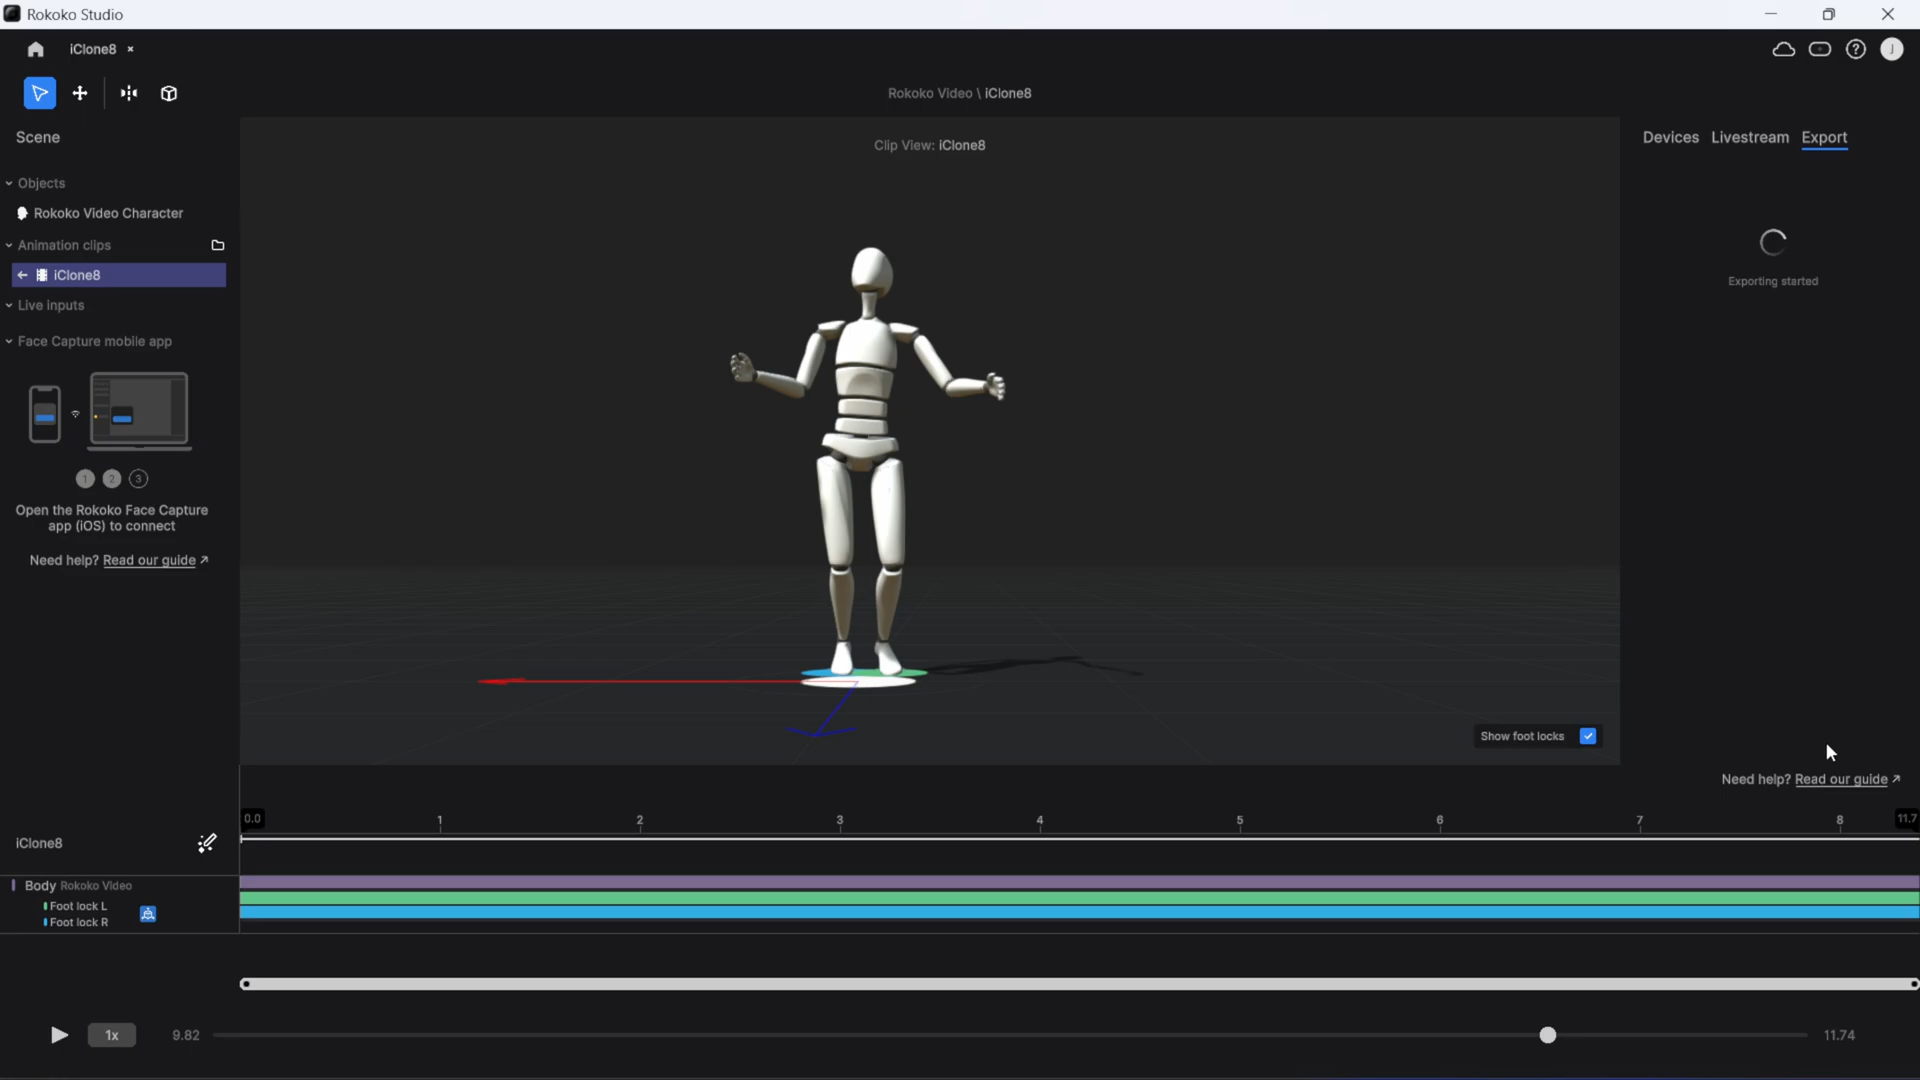 Rokoko Studio
iClone8 ×
J
Rokoko Video \ iClone8
Scene
Clip View: iClone8
Devices Livestream Export
Objects
Rokoko Video Character
Animation clips
iClone8
Live inputs
Exporting started
Face Capture mobile app
1 2 3
Open the Rokoko Face Capture
app (iOS) to connect
Need help? Read our guide ↗
Show foot locks
Need help? Read our guide ↗
0.0 1 2 3 4 5 6 7 8 11.7
iClone8
Body Rokoko Video
Foot lock L
Foot lock R
1x 9.82 11.74